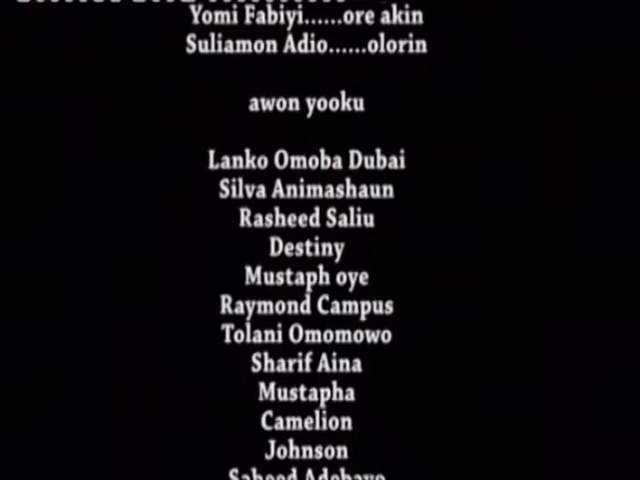 Yomi Fabiyi......ore akin
Suliamon Adio......olorin
awon yooku
Lanko Omoba Dubai
Silva Animashaun
Rasheed Saliu
Destiny
Mustaph oye
Raymond Campus
Tolani Omomowo
Sharif Aina
Mustapha
Camelion
Johnson